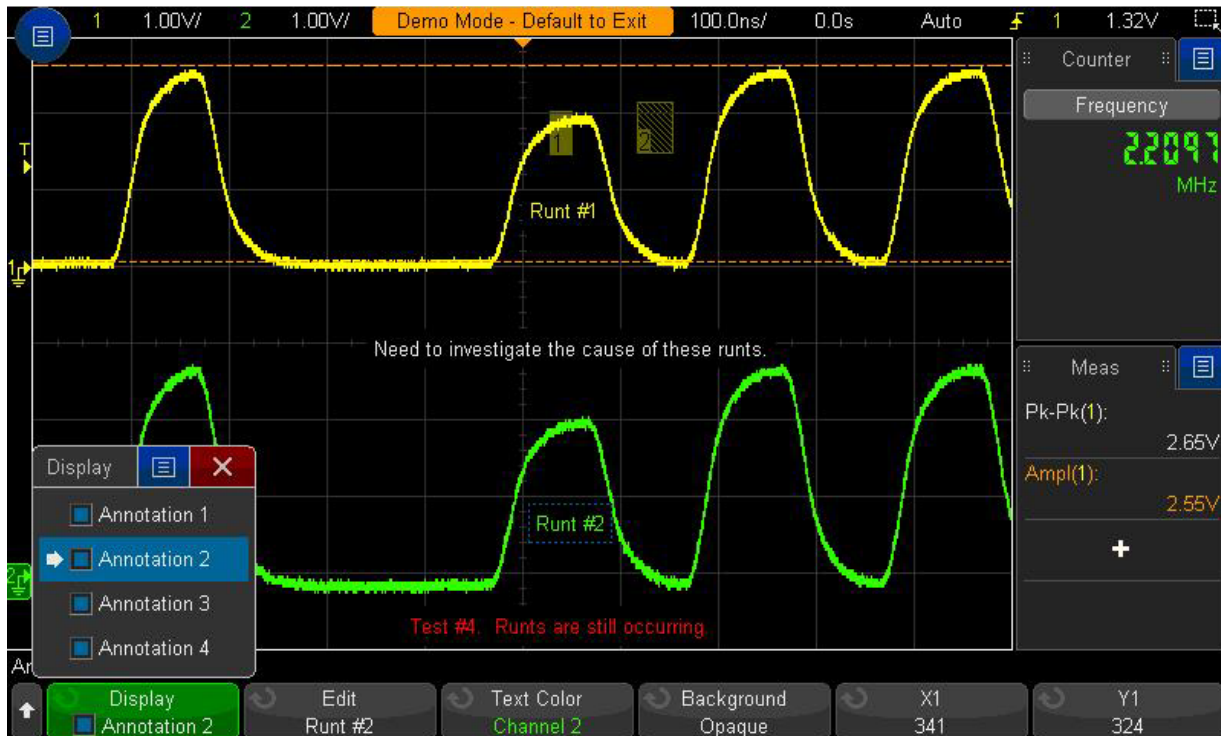 1 1.00V/ 2 1.00V/ Demo Mode - Default to Exit 100.0ns/ 0.0s Auto 1 1.32V
Counter
Frequency
2.2097
MHz
T
1
2
Runt #1
1
Need to investigate the cause of these runts.
Meas
Pk-Pk(1):
2.65V
Ampl(1):
2.55V
+
Display
Annotation 1
Annotation 2
Annotation 3
Annotation 4
Runt #2
2
Test #4. Runts are still occurring.
Display
Annotation 2
Edit
Runt #2
Text Color
Channel 2
Background
Opaque
X1
341
Y1
324